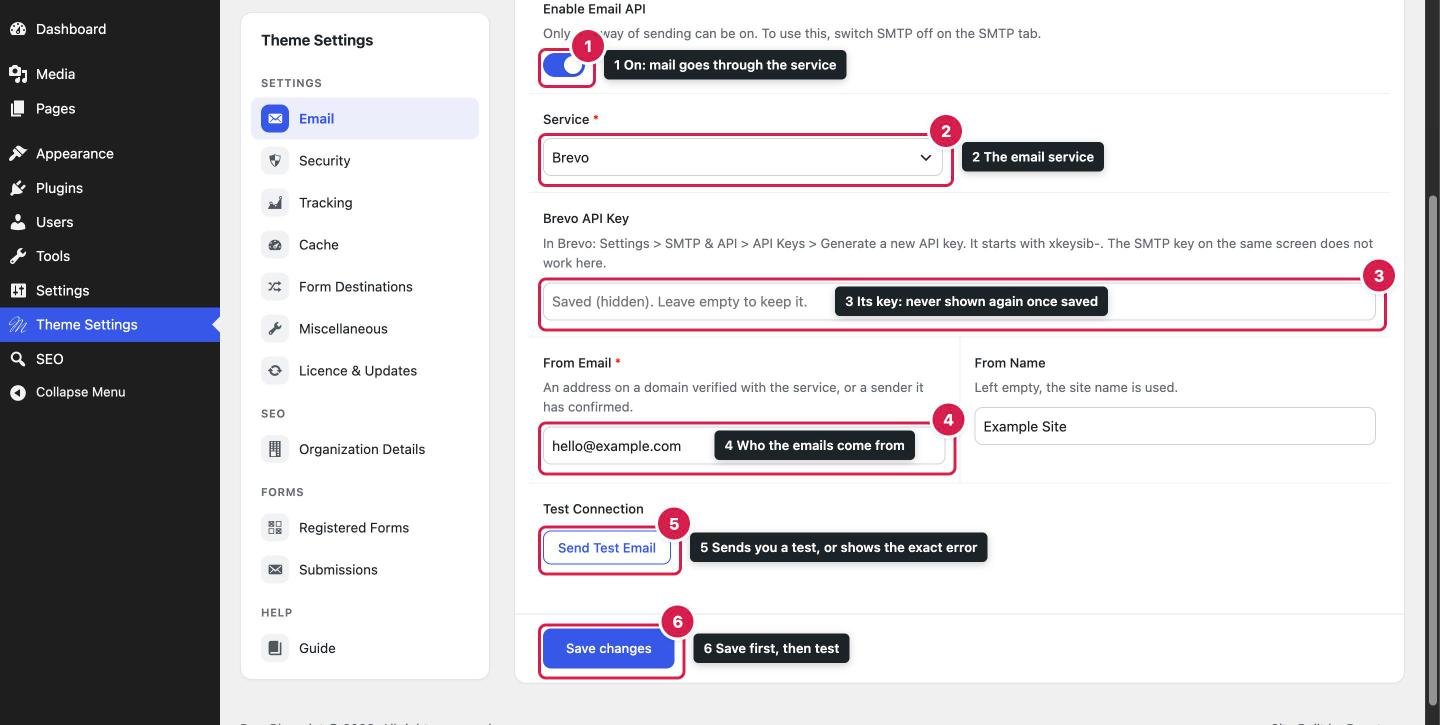 Dashboard
Media
Pages
Appearance
Plugins
Users
Tools
Settings
Theme Settings
SEO
Collapse Menu
Theme Settings
SETTINGS
Email
Security
Tracking
Cache
Form Destinations
Miscellaneous
Licence & Updates
SEO
Organization Details
FORMS
Registered Forms
Submissions
HELP
Guide
Enable Email API
Only way of sending can be on. To use this, switch SMTP off on the SMTP tab.
1
1 On: mail goes through the service
Service *
2
Brevo
2 The email service
Brevo API Key
In Brevo: Settings > SMTP & API > API Keys > Generate a new API key. It starts with xkeysib-. The SMTP key on the same screen does not
work here.
3
Saved (hidden). Leave empty to keep it.
3 Its key: never shown again once saved
From Email *
An address on a domain verified with the service, or a sender it
has confirmed.
4
hello@example.com
4 Who the emails come from
From Name
Left empty, the site name is used.
Example Site
Test Connection
5
Send Test Email
5 Sends you a test, or shows the exact error
6
Save changes
6 Save first, then test